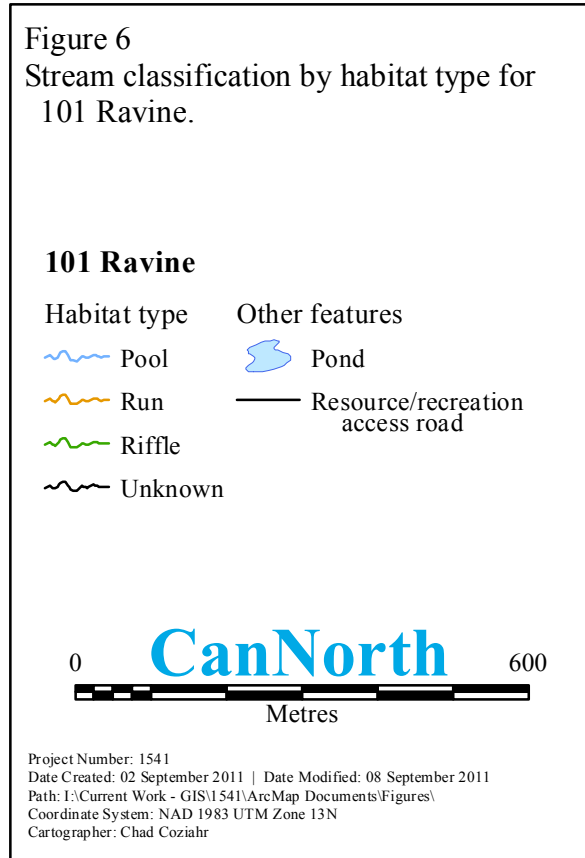 Figure 6
Stream classification by habitat type for
101 Ravine.
101 Ravine
Habitat type
Pool
Run
Riffle
Unknown
Other features
Pond
Resource/recreation
access road
CanNorth
0
600
Metres
Project Number: 1541
Date Created: 02 September 2011 | Date Modified: 08 September 2011
Path: I:\Current Work - GIS\1541\ArcMap Documents\Figures\
Coordinate System: NAD 1983 UTM Zone 13N
Cartographer: Chad Coziahr